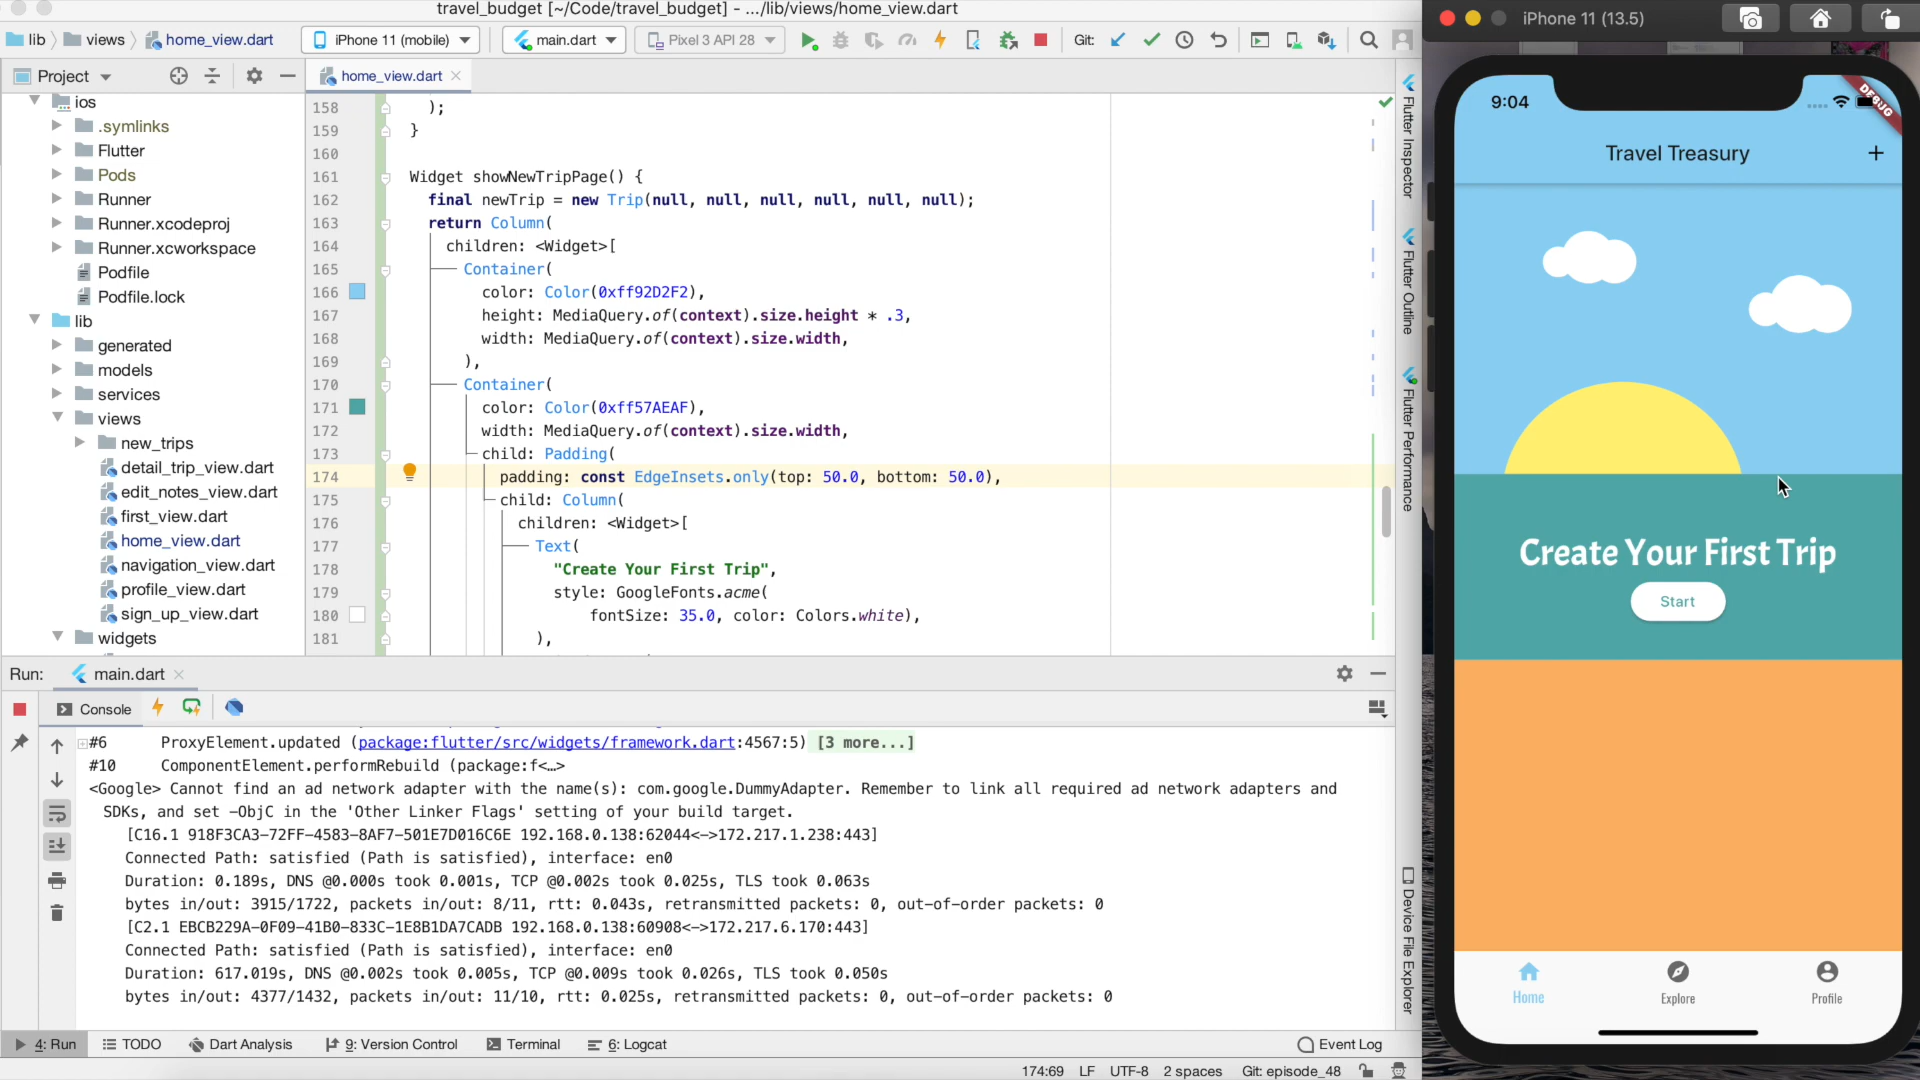 travel_budget [~/Code/travel_budget] - .../lib/views/home_view.dart
lib views home_view.dart iPhone 11 (mobile) main.dart Pixel 3 API 28 Git:
Project home_view.dart
ios
.symlinks
Flutter
Pods
Runner
Runner.xcodeproj
Runner.xcworkspace
Podfile
Podfile.lock
lib
generated
models
services
views
new_trips
detail_trip_view.dart
edit_notes_view.dart
first_view.dart
home_view.dart
navigation_view.dart
profile_view.dart
sign_up_view.dart
widgets
158 );
159 }
160
161 Widget showNewTripPage() {
162 final newTrip = new Trip(null, null, null, null, null, null);
163 return Column(
164 children: <Widget>[
165 Container(
166 color: Color(0xff92D2F2),
167 height: MediaQuery.of(context).size.height * .3,
168 width: MediaQuery.of(context).size.width,
169 ),
170 Container(
171 color: Color(0xff57AEAF),
172 width: MediaQuery.of(context).size.width,
173 child: Padding(
174 padding: const EdgeInsets.only(top: 50.0, bottom: 50.0),
175 child: Column(
176 children: <Widget>[
177 Text(
178 "Create Your First Trip",
179 style: GoogleFonts.acme(
180 fontSize: 35.0, color: Colors.white),
181 ),
Flutter Inspector
Flutter Outline
Flutter Performance
Device File Explorer
Run: main.dart
Console
#6 ProxyElement.updated (package:flutter/src/widgets/framework.dart:4567:5) [3 more...]
#10 ComponentElement.performRebuild (package:f<…>
<Google> Cannot find an ad network adapter with the name(s): com.google.DummyAdapter. Remember to link all required ad network adapters and
SDKs, and set -ObjC in the 'Other Linker Flags' setting of your build target.
[C16.1 918F3CA3-72FF-4583-8AF7-501E7D016C6E 192.168.0.138:62044<->172.217.1.238:443]
Connected Path: satisfied (Path is satisfied), interface: en0
Duration: 0.189s, DNS @0.000s took 0.001s, TCP @0.002s took 0.025s, TLS took 0.063s
bytes in/out: 3915/1722, packets in/out: 8/11, rtt: 0.043s, retransmitted packets: 0, out-of-order packets: 0
[C2.1 EBCB229A-0F09-41B0-833C-1E8B1DA7CADB 192.168.0.138:60908<->172.217.6.170:443]
Connected Path: satisfied (Path is satisfied), interface: en0
Duration: 617.019s, DNS @0.002s took 0.005s, TCP @0.009s took 0.026s, TLS took 0.050s
bytes in/out: 4377/1432, packets in/out: 11/10, rtt: 0.025s, retransmitted packets: 0, out-of-order packets: 0
4: Run TODO Dart Analysis 9: Version Control Terminal 6: Logcat Event Log
174:69 LF UTF-8 2 spaces Git: episode_48
iPhone 11 (13.5)
9:04
DEBUG
Travel Treasury +
Create Your First Trip
Start
Home Explore Profile